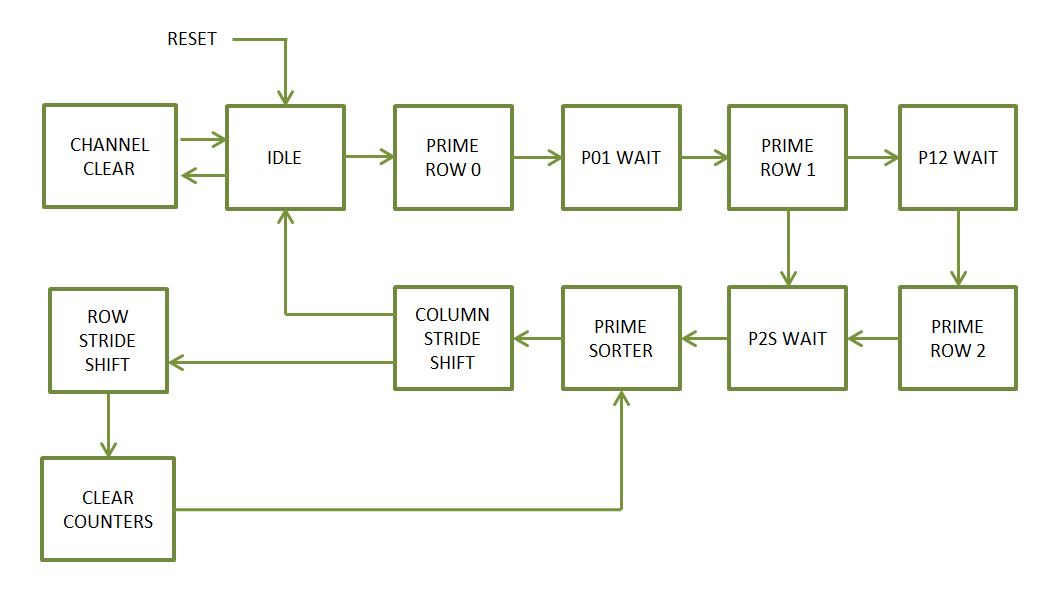 RESET
CHANNEL
CLEAR
IDLE
PRIME
ROW 0
P01 WAIT
PRIME
ROW 1
P12 WAIT
ROW
STRIDE
SHIFT
COLUMN
STRIDE
SHIFT
PRIME
SORTER
P2S WAIT
PRIME
ROW 2
CLEAR
COUNTERS